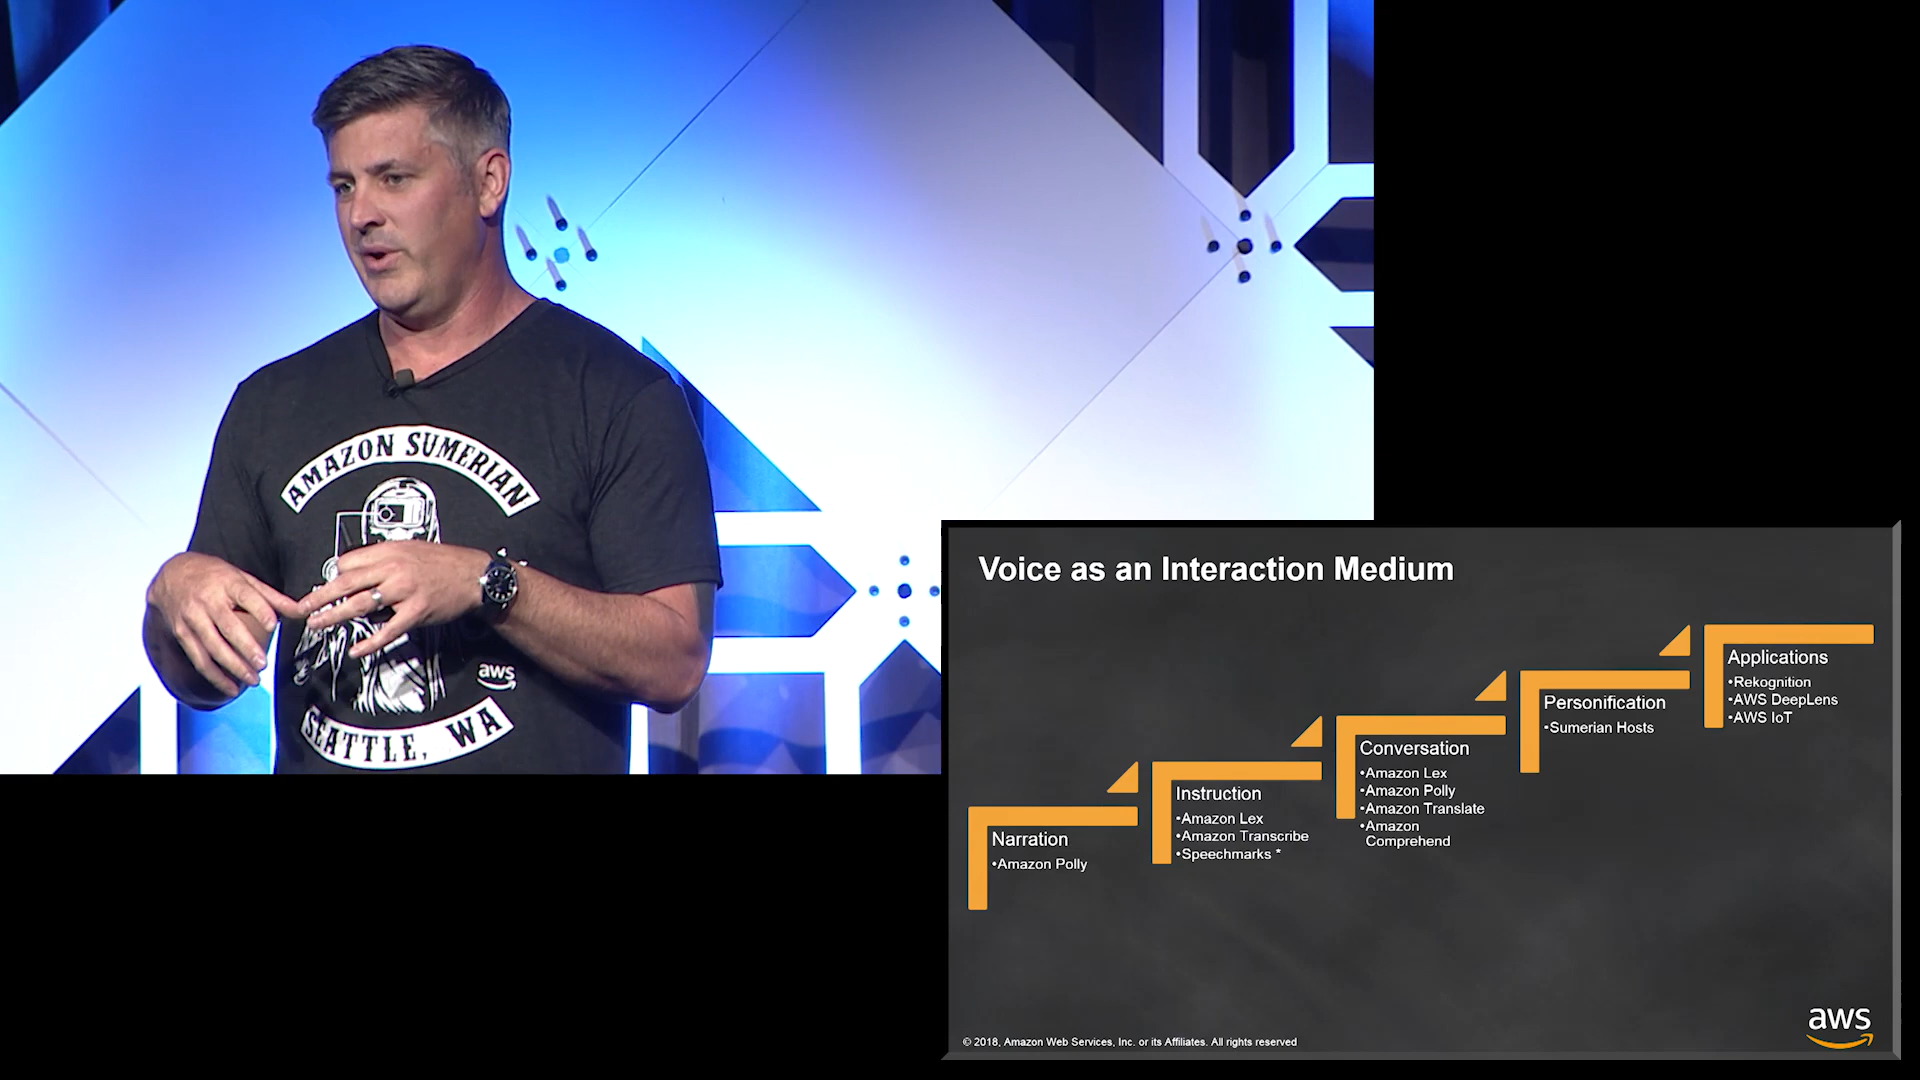 AMAZON SUMERIAN
aws
SEATTLE, WA
Voice as an Interaction Medium
Narration
•Amazon Polly
Instruction
•Amazon Lex
•Amazon Transcribe
•Speechmarks *
Conversation
•Amazon Lex
•Amazon Polly
•Amazon Translate
•Amazon
Comprehend
Personification
•Sumerian Hosts
Applications
•Rekognition
•AWS DeepLens
•AWS IoT
© 2018, Amazon Web Services, Inc. or its Affiliates. All rights reserved
aws